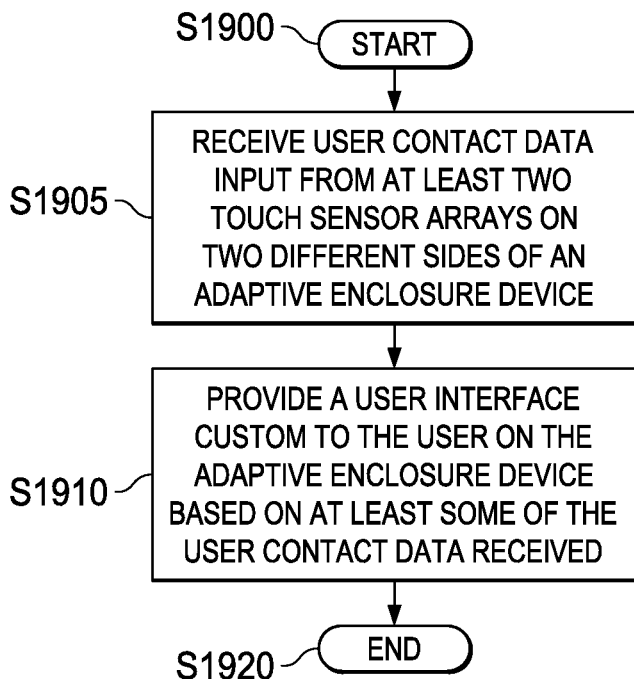 S1900
START
RECEIVE USER CONTACT DATA
INPUT FROM AT LEAST TWO
TOUCH SENSOR ARRAYS ON
TWO DIFFERENT SIDES OF AN
ADAPTIVE ENCLOSURE DEVICE
S1905
PROVIDE A USER INTERFACE
CUSTOM TO THE USER ON THE
ADAPTIVE ENCLOSURE DEVICE
BASED ON AT LEAST SOME OF THE
USER CONTACT DATA RECEIVED
S1910
END
S1920